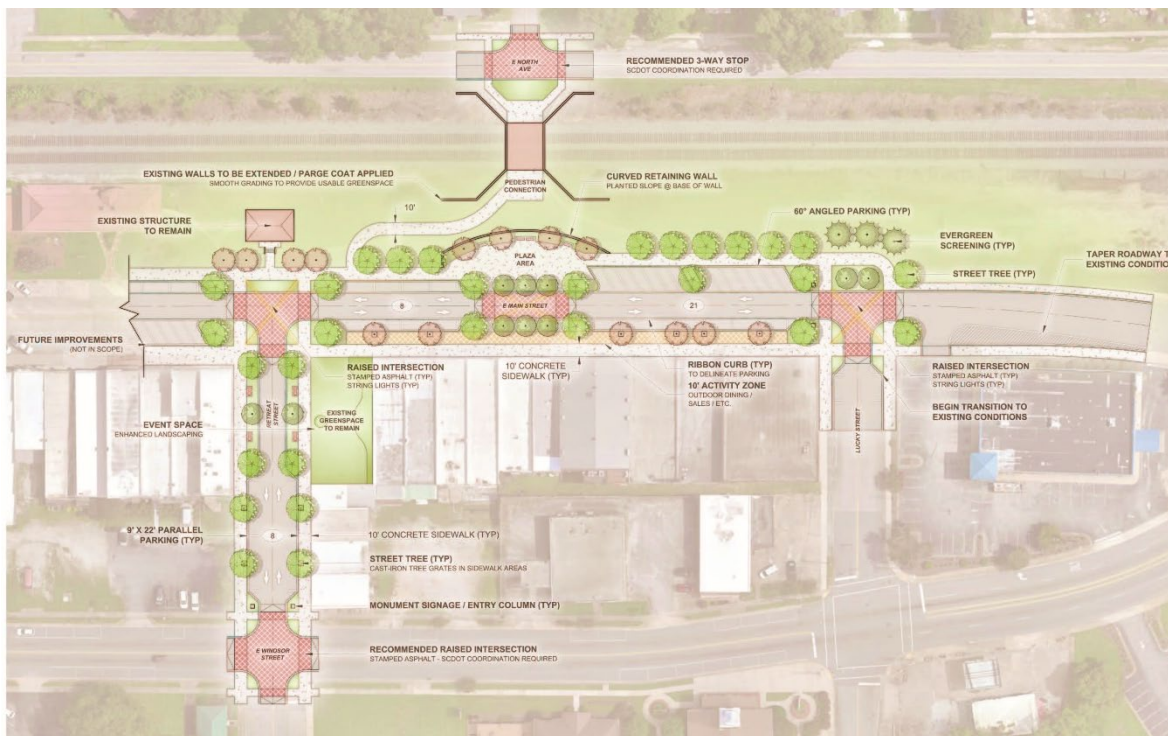 E NORTH
AVE
RECOMMENDED 3-WAY STOP
SCDOT COORDINATION REQUIRED
EXISTING WALLS TO BE EXTENDED / PARGE COAT APPLIED
SMOOTH GRADING TO PROVIDE USABLE GREENSPACE
PEDESTRIAN
CONNECTION
CURVED RETAINING WALL
PLANTED SLOPE @ BASE OF WALL
10'
60° ANGLED PARKING (TYP)
EXISTING STRUCTURE
TO REMAIN
EVERGREEN
SCREENING (TYP)
PLAZA
AREA
STREET TREE (TYP)
TAPER ROADWAY T
EXISTING CONDITIO
8
E MAIN STREET
21
FUTURE IMPROVEMENTS
(NOT IN SCOPE)
RAISED INTERSECTION
STAMPED ASPHALT (TYP)
STRING LIGHTS (TYP)
10' CONCRETE
SIDEWALK (TYP)
RIBBON CURB (TYP)
TO DELINEATE PARKING
10' ACTIVITY ZONE
OUTDOOR DINING /
SALES / ETC.
RAISED INTERSECTION
STAMPED ASPHALT (TYP)
STRING LIGHTS (TYP)
BEGIN TRANSITION TO
EXISTING CONDITIONS
RETREAT
STREET
EXISTING
GREENSPACE
TO REMAIN
EVENT SPACE
ENHANCED LANDSCAPING
LUCKY STREET
9' X 22' PARALLEL
PARKING (TYP)
8
10' CONCRETE SIDEWALK (TYP)
STREET TREE (TYP)
CAST-IRON TREE GRATES IN SIDEWALK AREAS
MONUMENT SIGNAGE / ENTRY COLUMN (TYP)
E WINDSOR
STREET
RECOMMENDED RAISED INTERSECTION
STAMPED ASPHALT - SCDOT COORDINATION REQUIRED